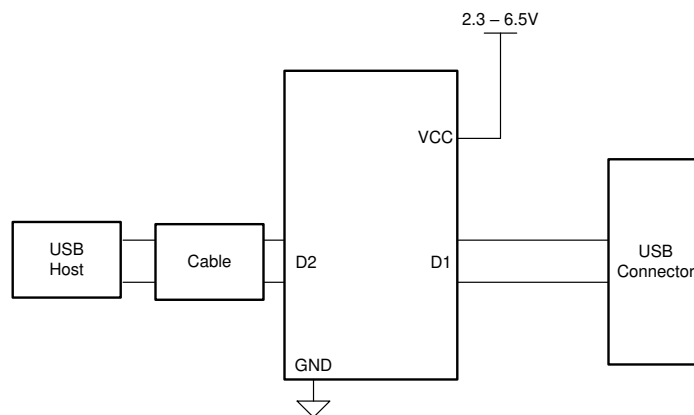 2.3 – 6.5V
VCC
USB
Host
Cable
D2
D1
USB
Connector
GND